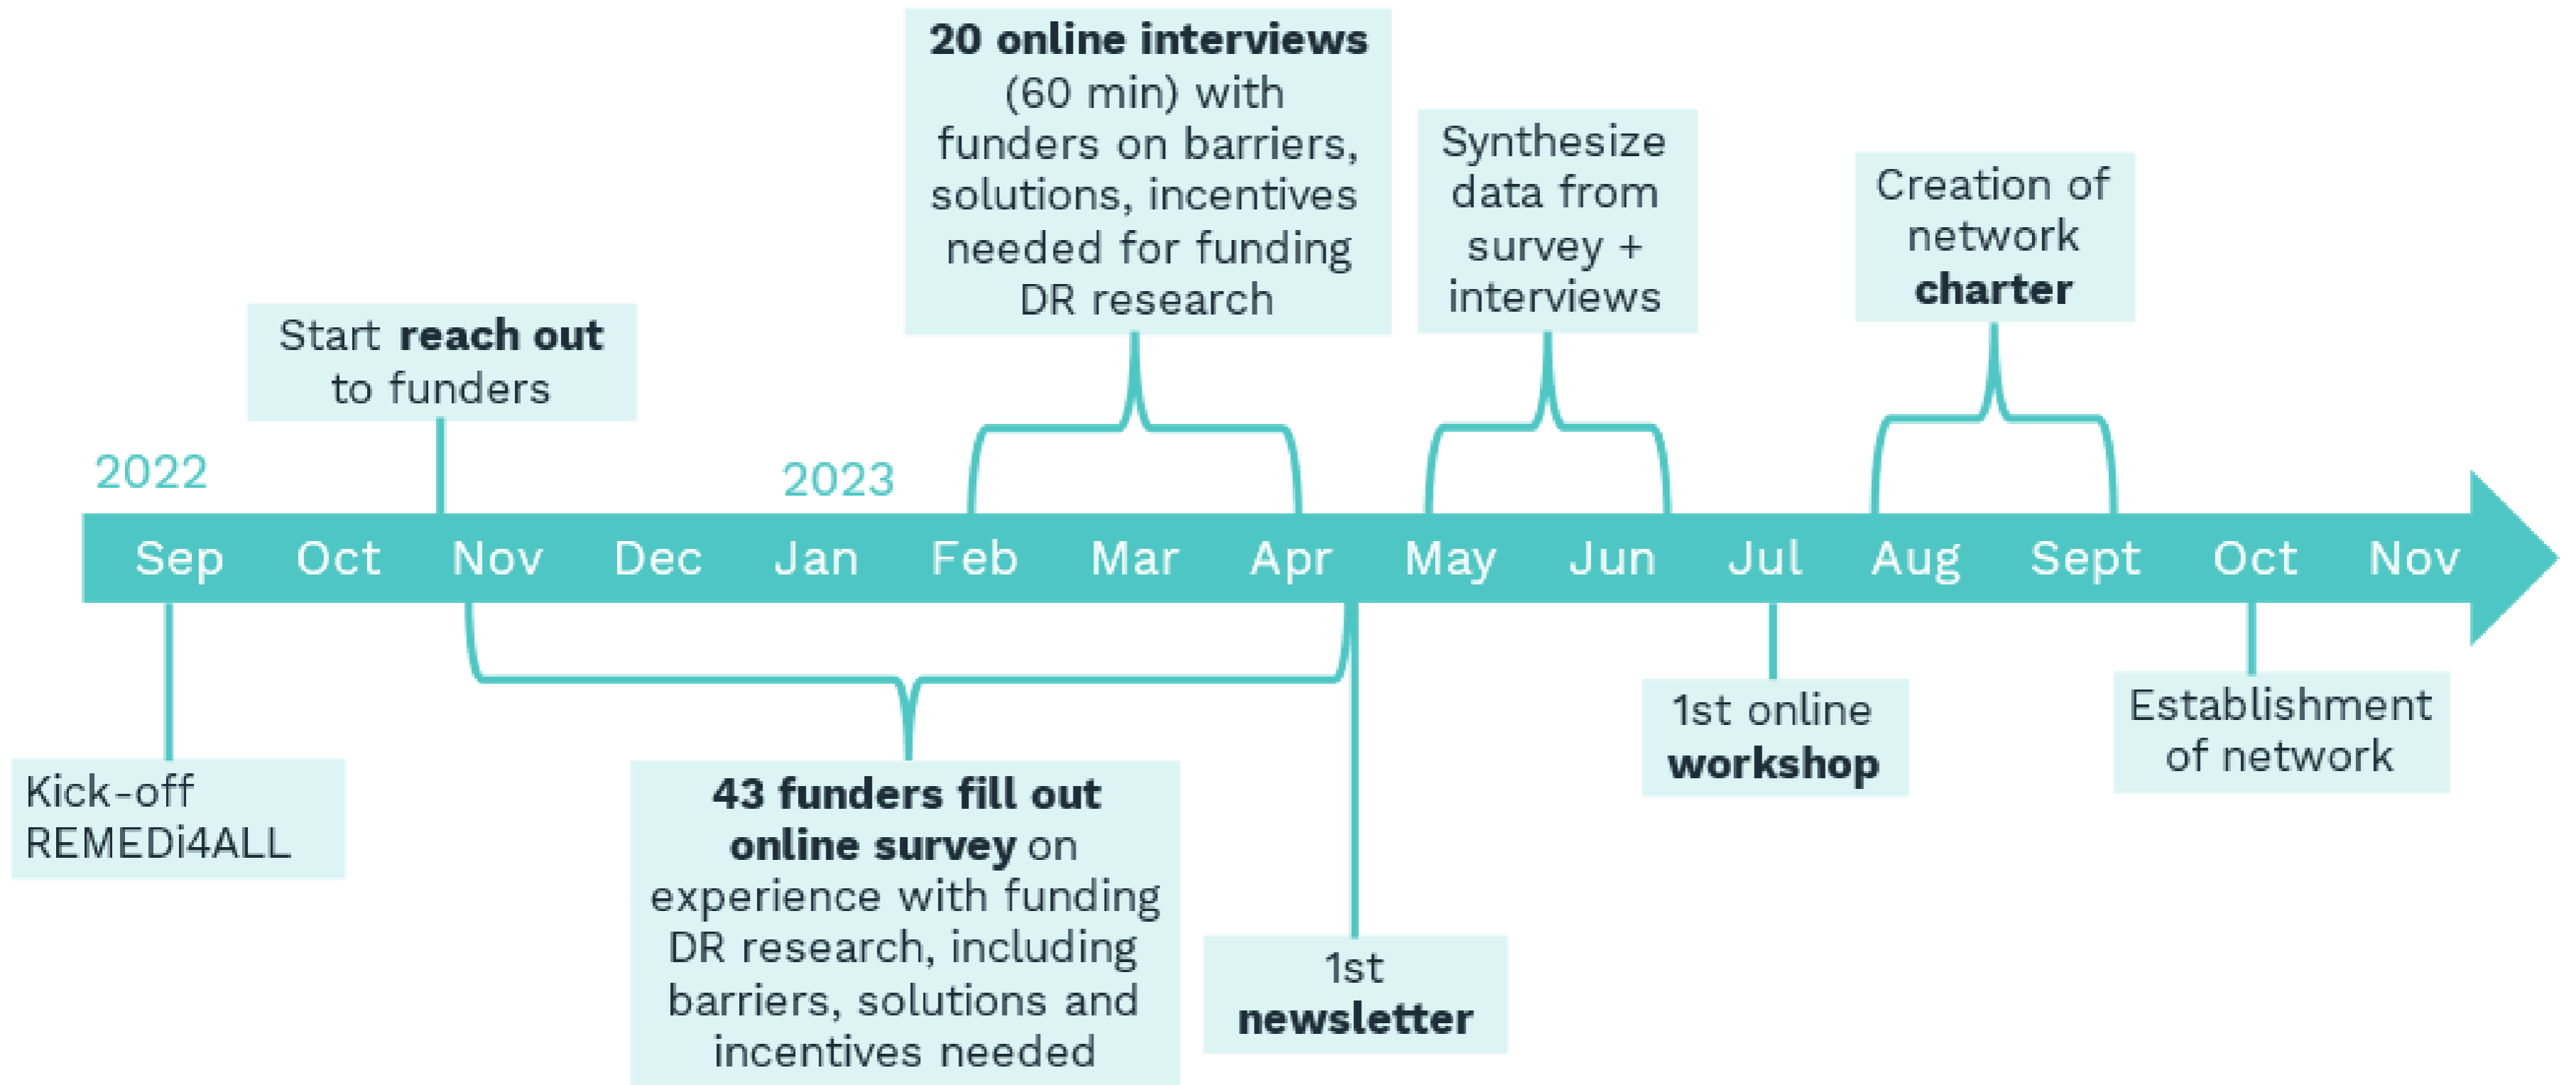 20 online interviews
(60 min) with
funders on barriers,
solutions, incentives
needed for funding
DR research
Synthesize
data from
survey +
interviews
Creation of
network
charter
Start reach out
to funders
2022
2023
Sep Oct Nov Dec Jan Feb Mar Apr May Jun Jul Aug Sept Oct Nov
Kick-off
REMEDi4ALL
43 funders fill out
online survey on
experience with funding
DR research, including
barriers, solutions and
incentives needed
1st
newsletter
1st online
workshop
Establishment
of network